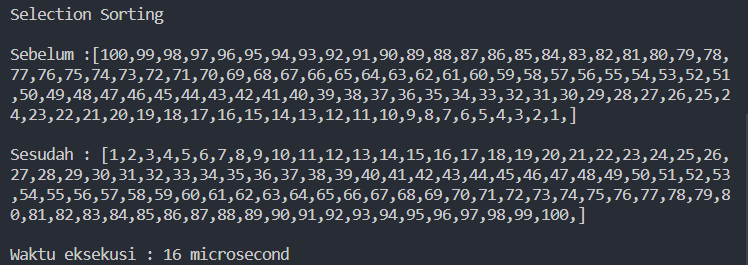 Selection Sorting
Sebelum :[100,99,98,97,96,95,94,93,92,91,90,89,88,87,86,85,84,83,82,81,80,79,78,
77,76,75,74,73,72,71,70,69,68,67,66,65,64,63,62,61,60,59,58,57,56,55,54,53,52,51
,50,49,48,47,46,45,44,43,42,41,40,39,38,37,36,35,34,33,32,31,30,29,28,27,26,25,2
4,23,22,21,20,19,18,17,16,15,14,13,12,11,10,9,8,7,6,5,4,3,2,1,]
Sesudah : [1,2,3,4,5,6,7,8,9,10,11,12,13,14,15,16,17,18,19,20,21,22,23,24,25,26,
27,28,29,30,31,32,33,34,35,36,37,38,39,40,41,42,43,44,45,46,47,48,49,50,51,52,53
,54,55,56,57,58,59,60,61,62,63,64,65,66,67,68,69,70,71,72,73,74,75,76,77,78,79,8
0,81,82,83,84,85,86,87,88,89,90,91,92,93,94,95,96,97,98,99,100,]
Waktu eksekusi : 16 microsecond